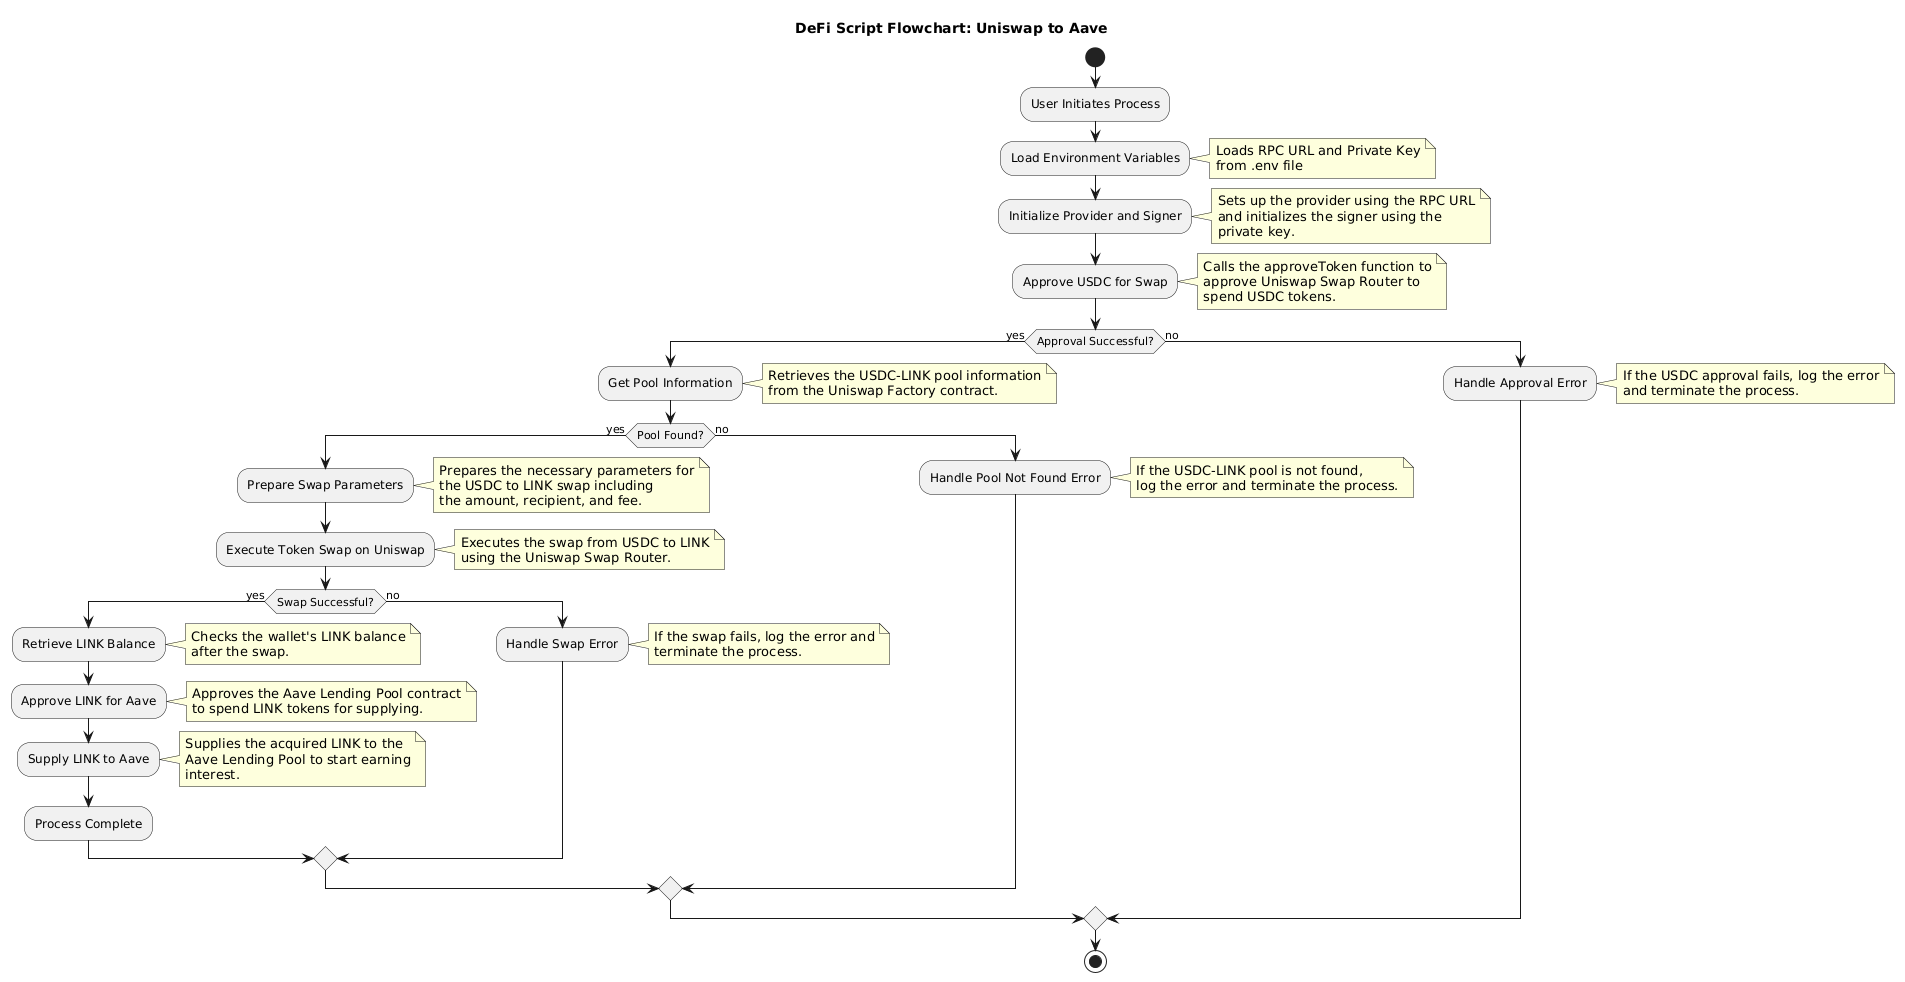 DeFi Script Flowchart: Uniswap to Aave
User Initiates Process
Load Environment Variables
Loads RPC URL and Private Key
from .env file
Initialize Provider and Signer
Sets up the provider using the RPC URL
and initializes the signer using the
private key.
Approve USDC for Swap
Calls the approveToken function to
approve Uniswap Swap Router to
spend USDC tokens.
yes
Approval Successful?
no
Get Pool Information
Retrieves the USDC-LINK pool information
from the Uniswap Factory contract.
Handle Approval Error
If the USDC approval fails, log the error
and terminate the process.
yes
Pool Found?
no
Prepare Swap Parameters
Prepares the necessary parameters for
the USDC to LINK swap including
the amount, recipient, and fee.
Handle Pool Not Found Error
If the USDC-LINK pool is not found,
log the error and terminate the process.
Execute Token Swap on Uniswap
Executes the swap from USDC to LINK
using the Uniswap Swap Router.
yes
Swap Successful?
no
Retrieve LINK Balance
Checks the wallet's LINK balance
after the swap.
Handle Swap Error
If the swap fails, log the error and
terminate the process.
Approve LINK for Aave
Approves the Aave Lending Pool contract
to spend LINK tokens for supplying.
Supply LINK to Aave
Supplies the acquired LINK to the
Aave Lending Pool to start earning
interest.
Process Complete